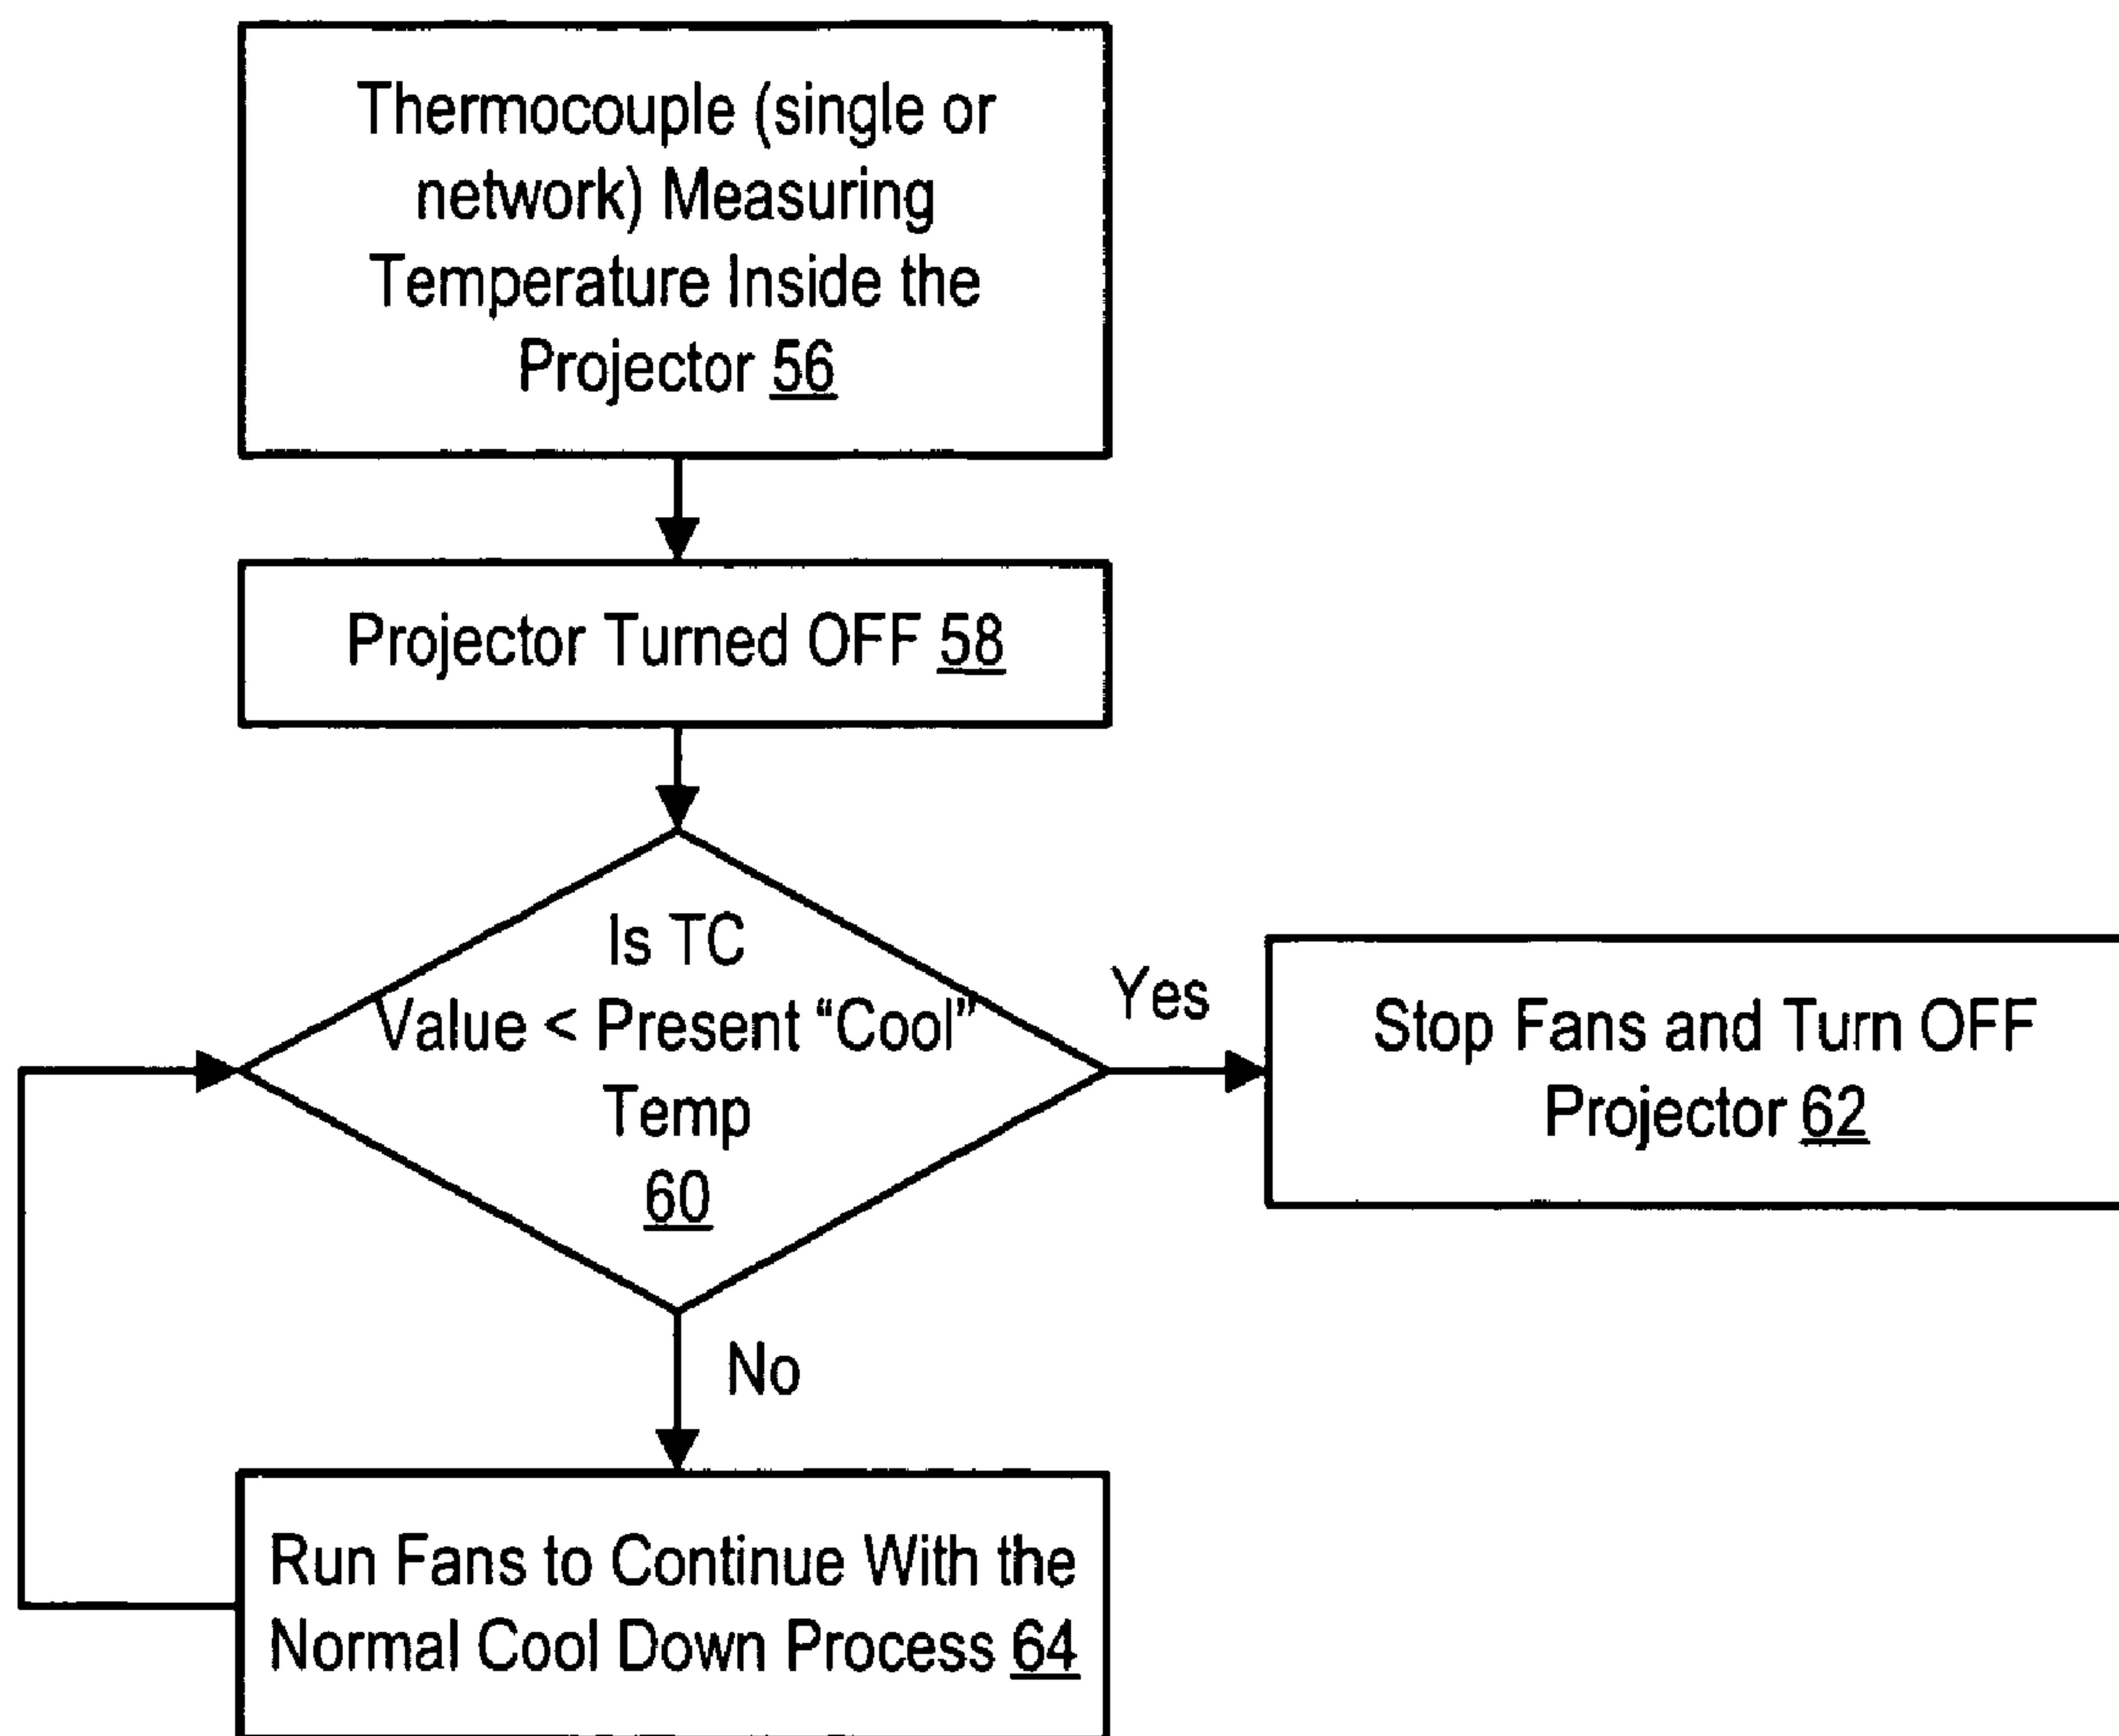 Thermocouple (single or
network) Measuring
Temperature Inside the
Projector 56
Projector Turned OFF 58
Is TC
Value < Present “Cool”
Temp
60
Yes
Stop Fans and Turn OFF
Projector 62
No
Run Fans to Continue With the
Normal Cool Down Process 64